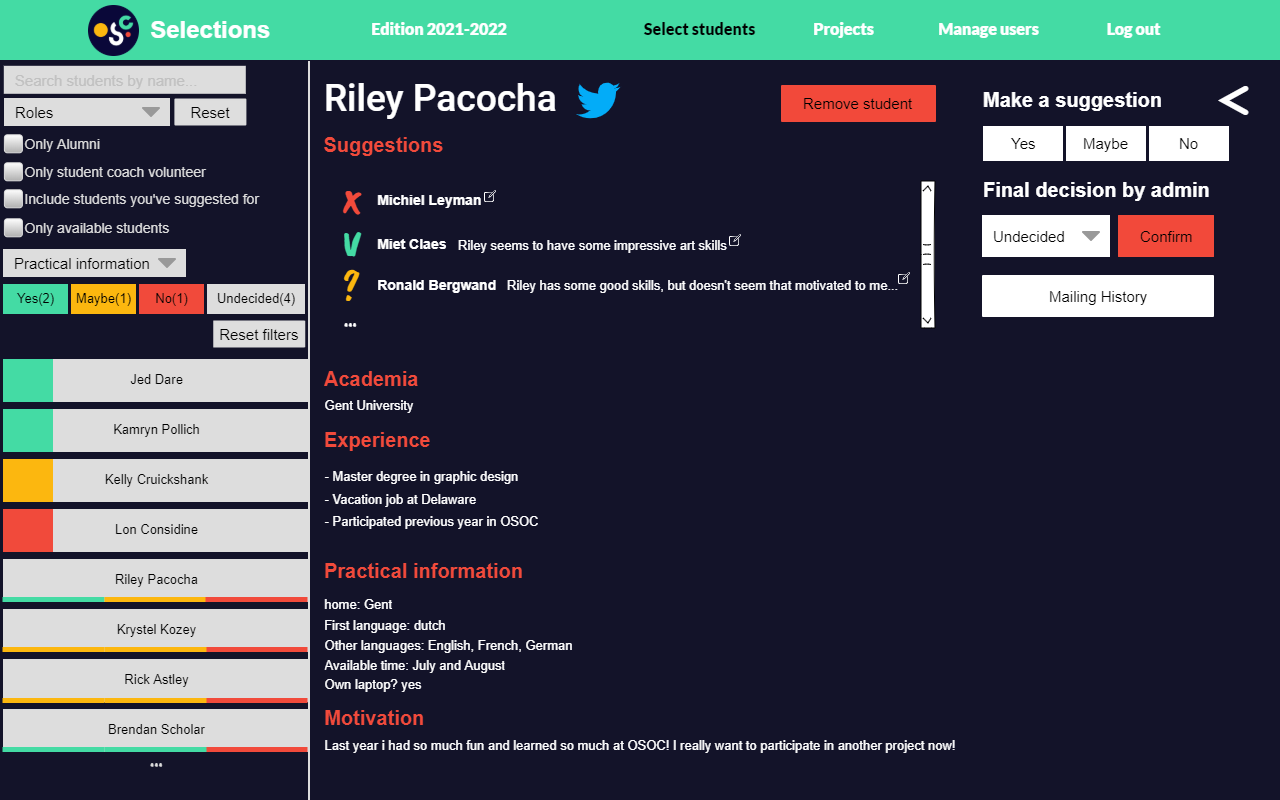 OSC
Selections
Edition 2021-2022
Select students
Projects
Manage users
Log out
Search students by name...
Roles
Reset
Only Alumni
Only student coach volunteer
Include students you've suggested for
Only available students
Practical information
Yes(2)
Maybe(1)
No(1)
Undecided(4)
Reset filters
Jed Dare
Kamryn Pollich
Kelly Cruickshank
Lon Considine
Riley Pacocha
Krystel Kozey
Rick Astley
Brendan Scholar
...
Riley Pacocha
Remove student
Suggestions
Michiel Leyman
Miet Claes Riley seems to have some impressive art skills
Ronald Bergwand Riley has some good skills, but doesn't seem that motivated to me...
...
Academia
Gent University
Experience
- Master degree in graphic design
- Vacation job at Delaware
- Participated previous year in OSOC
Practical information
home: Gent
First language: dutch
Other languages: English, French, German
Available time: July and August
Own laptop? yes
Motivation
Last year i had so much fun and learned so much at OSOC! I really want to participate in another project now!
Make a suggestion
Yes
Maybe
No
Final decision by admin
Undecided
Confirm
Mailing History